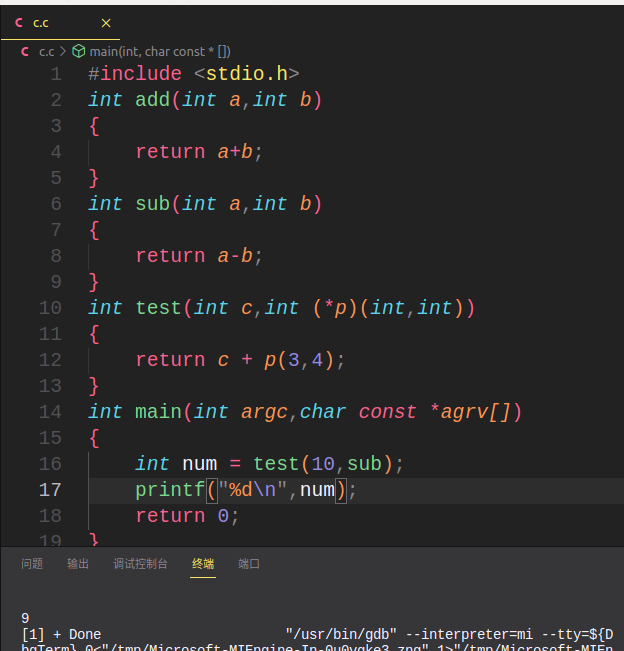 C c.c ×
C c.c > main(int, char const * [])
1 #include <stdio.h>
2 int add(int a,int b)
3 {
4 return a+b;
5 }
6 int sub(int a,int b)
7 {
8 return a-b;
9 }
10 int test(int c,int (*p)(int,int))
11 {
12 return c + p(3,4);
13 }
14 int main(int argc,char const *agrv[])
15 {
16 int num = test(10,sub);
17 printf("%d\n",num);
18 return 0;
19 }
问题 输出 调试控制台 终端 端口
9
[1] + Done "/usr/bin/gdb" --interpreter=mi --tty=${D